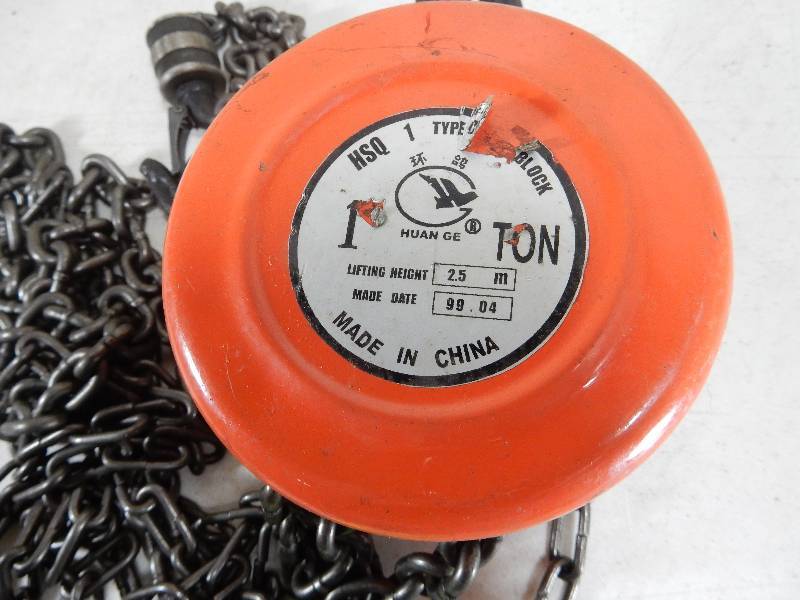 HSQ 1 TYPE C BLOCK
环 鸽
HUAN GE ®
1 TON
LIFTING HEIGHT 2.5 m
MADE DATE 99.04
MADE IN CHINA